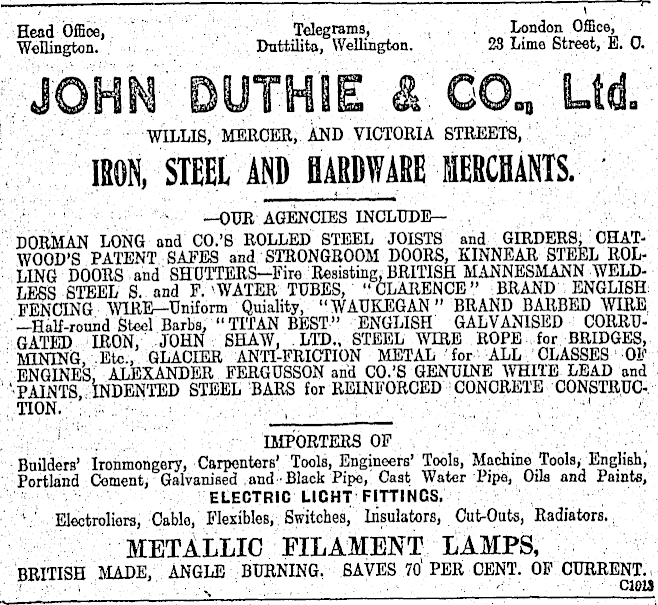 Head Office, Telegrams, London Office,
Wellington. Duttilita, Wellington. 23 Lime Street, E. C.
JOHN DUTHIE & CO., Ltd.
WILLIS, MERCER, AND VICTORIA STREETS,
IRON, STEEL AND HARDWARE MERCHANTS.
—OUR AGENCIES INCLUDE—
DORMAN LONG and CO.'S ROLLED STEEL JOISTS and GIRDERS, CHAT-
WOOD'S PATENT SAFES and STRONGROOM DOORS, KINNEAR STEEL ROL-
LING DOORS and SHUTTERS—Fire Resisting, BRITISH MANNESMANN WELD-
LESS STEEL S. and F. WATER TUBES, "CLARENCE" BRAND ENGLISH
FENCING WIRE—Uniform Quiality, "WAUKEGAN" BRAND BARBED WIRE
—Half-round Steel Barbs, "TITAN BEST" ENGLISH GALVANISED CORRU-
GATED IRON, JOHN SHAW, LTD., STEEL WIRE ROPE for BRIDGES,
MINING, Etc., GLACIER ANTI-FRICTION METAL for ALL CLASSES OF
ENGINES, ALEXANDER FERGUSSON and CO.'S GENUINE WHITE LEAD and
PAINTS, INDENTED STEEL BARS for REINFORCED CONCRETE CONSTRUC-
TION.
IMPORTERS OF
Builders' Ironmongery, Carpenters' Tools, Engineers' Tools, Machine Tools, English,
Portland Cement, Galvanised and Black Pipe, Cast Water Pipe, Oils and Paints,
ELECTRIC LIGHT FITTINGS.
Electroliers, Cable, Flexibles, Switches, Insulators, Cut-Outs, Radiators.
METALLIC FILAMENT LAMPS,
BRITISH MADE, ANGLE BURNING. SAVES 70 PER CENT. OF CURRENT.
C1013